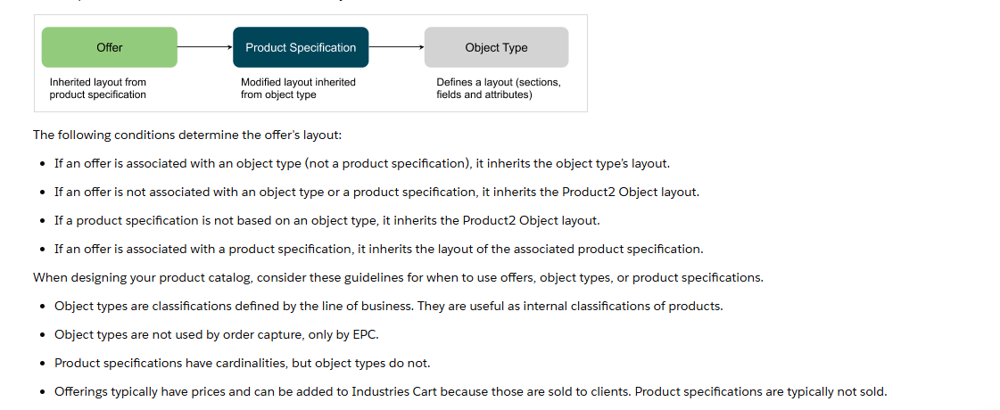 Offer
Product Specification
Object Type
Inherited layout from
product specification
Modified layout inherited
from object type
Defines a layout (sections,
fields and attributes)
The following conditions determine the offer's layout:
• If an offer is associated with an object type (not a product specification), it inherits the object type's layout.
• If an offer is not associated with an object type or a product specification, it inherits the Product2 Object layout.
• If a product specification is not based on an object type, it inherits the Product2 Object layout.
• If an offer is associated with a product specification, it inherits the layout of the associated product specification.
When designing your product catalog, consider these guidelines for when to use offers, object types, or product specifications.
• Object types are classifications defined by the line of business. They are useful as internal classifications of products.
• Object types are not used by order capture, only by EPC.
• Product specifications have cardinalities, but object types do not.
• Offerings typically have prices and can be added to Industries Cart because those are sold to clients. Product specifications are typically not sold.